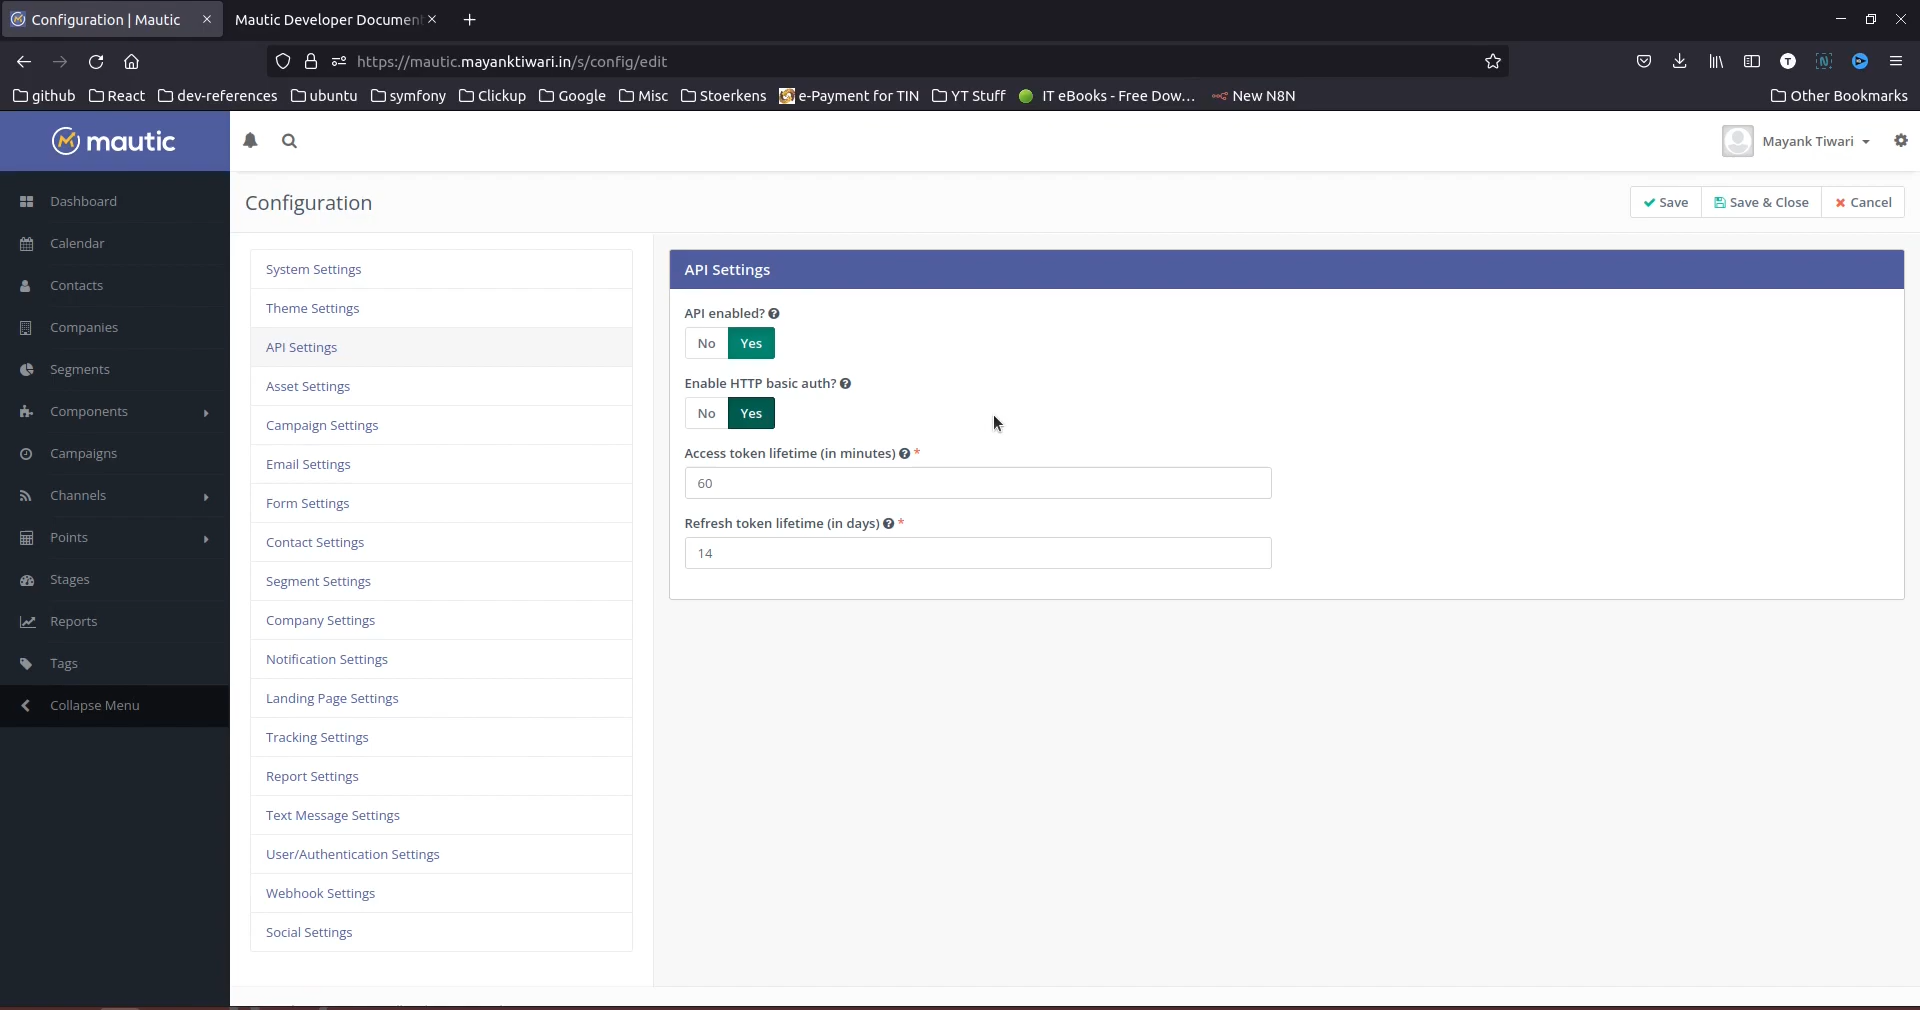 Configuration | Mautic
Mautic Developer Documen
https://mautic.mayanktiwari.in/s/config/edit
github
React
dev-references
ubuntu
symfony
Clickup
Google
Misc
Stoerkens
e-Payment for TIN
YT Stuff
IT eBooks - Free Dow...
New N8N
Other Bookmarks
mautic
Mayank Tiwari
Dashboard
Calendar
Contacts
Companies
Segments
Components
Campaigns
Channels
Points
Stages
Reports
Tags
Collapse Menu
Configuration
Save
Save & Close
Cancel
System Settings
Theme Settings
API Settings
Asset Settings
Campaign Settings
Email Settings
Form Settings
Contact Settings
Segment Settings
Company Settings
Notification Settings
Landing Page Settings
Tracking Settings
Report Settings
Text Message Settings
User/Authentication Settings
Webhook Settings
Social Settings
API Settings
API enabled?
No Yes
Enable HTTP basic auth?
No Yes
Access token lifetime (in minutes) *
60
Refresh token lifetime (in days) *
14